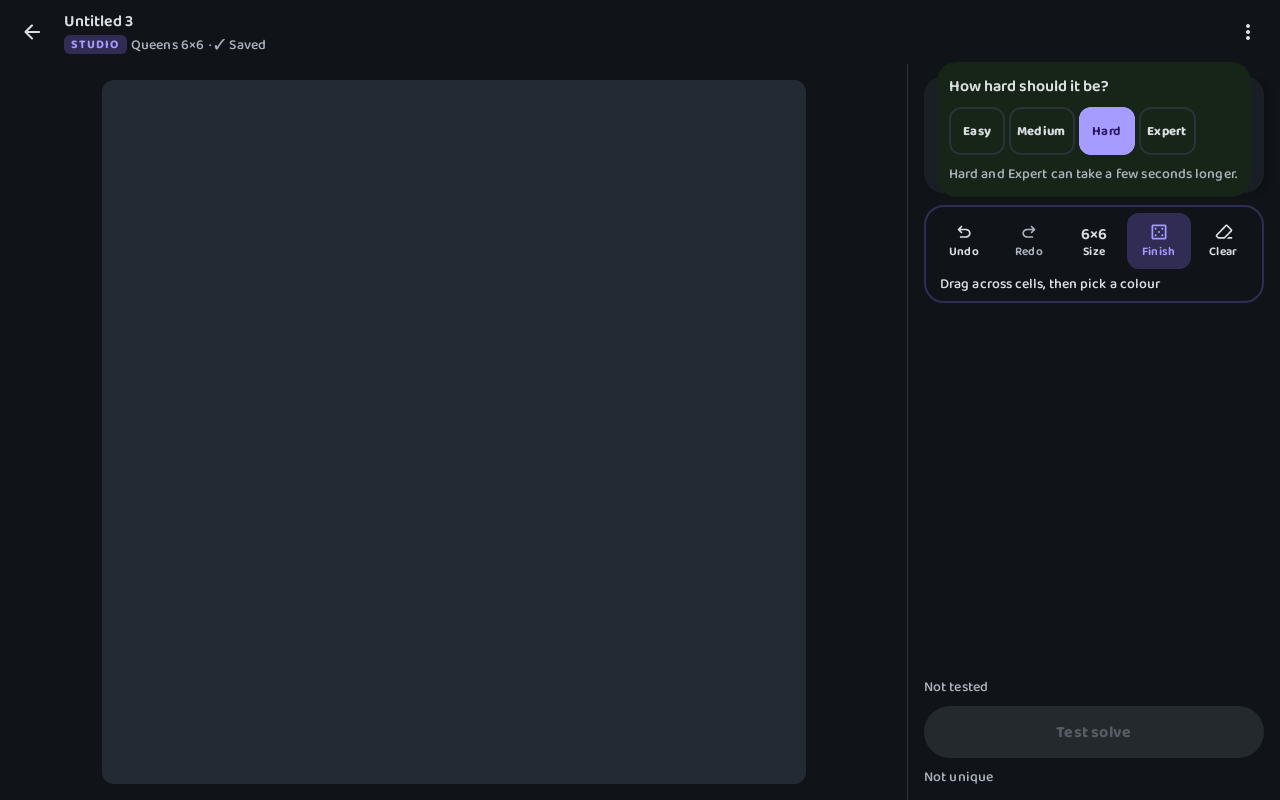 Untitled 3
STUDIO Queens 6×6 · ✓ Saved
How hard should it be?
Easy Medium Hard Expert
Hard and Expert can take a few seconds longer.
Undo Redo 6×6 Size Finish Clear
Drag across cells, then pick a colour
Not tested
Test solve
Not unique